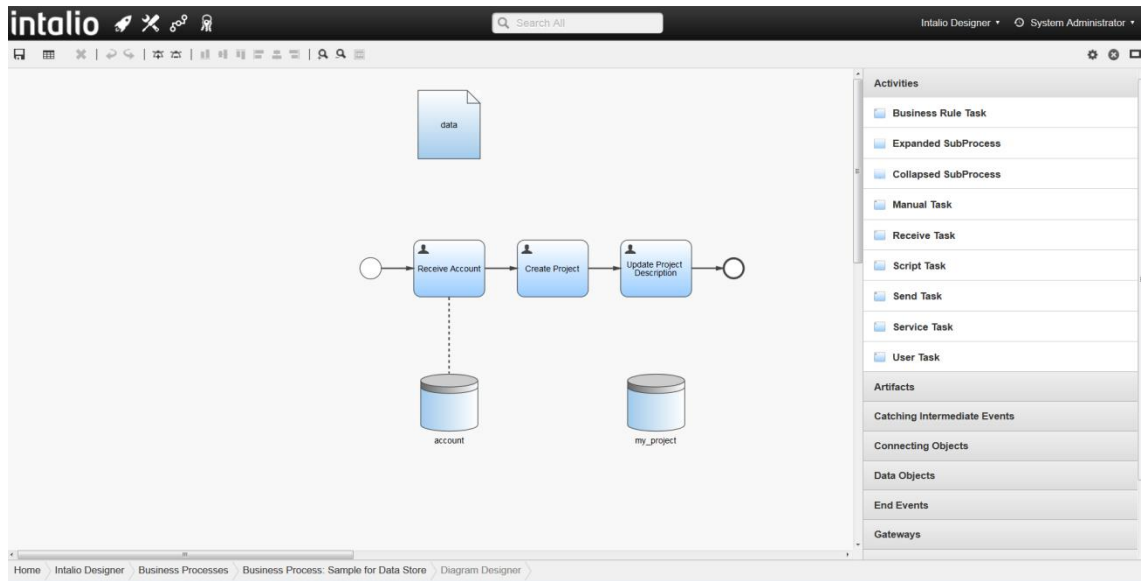 intalio
Search All
Intalio Designer
System Administrator
Activities
Business Rule Task
Expanded SubProcess
Collapsed SubProcess
Manual Task
Receive Task
Script Task
Send Task
Service Task
User Task
Artifacts
Catching Intermediate Events
Connecting Objects
Data Objects
End Events
Gateways
data
Receive Account
Create Project
Update Project
Description
account
my_project
Home Intalio Designer Business Processes Business Process: Sample for Data Store Diagram Designer